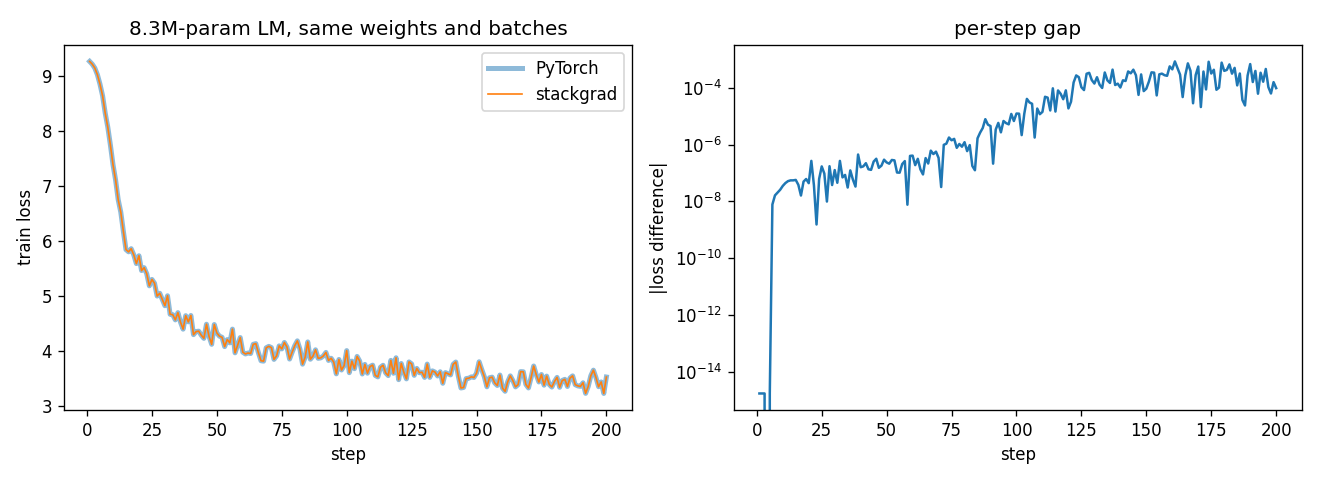 8.3M-param LM, same weights and batches
PyTorch
stackgrad
train loss
9
8
7
6
5
4
3
0 25 50 75 100 125 150 175 200
step
per-step gap
|loss difference|
10⁻⁴
10⁻⁶
10⁻⁸
10⁻¹⁰
10⁻¹²
10⁻¹⁴
0 25 50 75 100 125 150 175 200
step